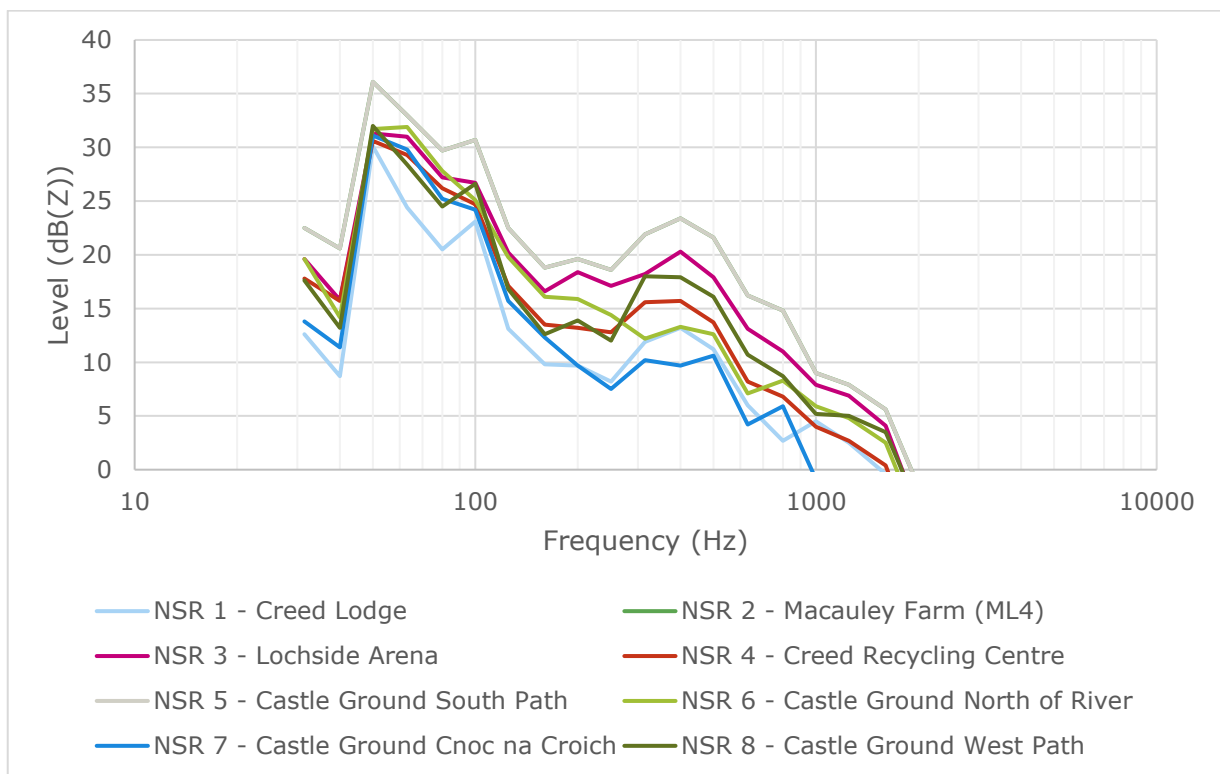 40
35
30
25
20
15
10
5
0
Level (dB(Z))
10 100 1000 10000
Frequency (Hz)
NSR 1 - Creed Lodge NSR 2 - Macauley Farm (ML4)
NSR 3 - Lochside Arena NSR 4 - Creed Recycling Centre
NSR 5 - Castle Ground South Path NSR 6 - Castle Ground North of River
NSR 7 - Castle Ground Cnoc na Croich NSR 8 - Castle Ground West Path